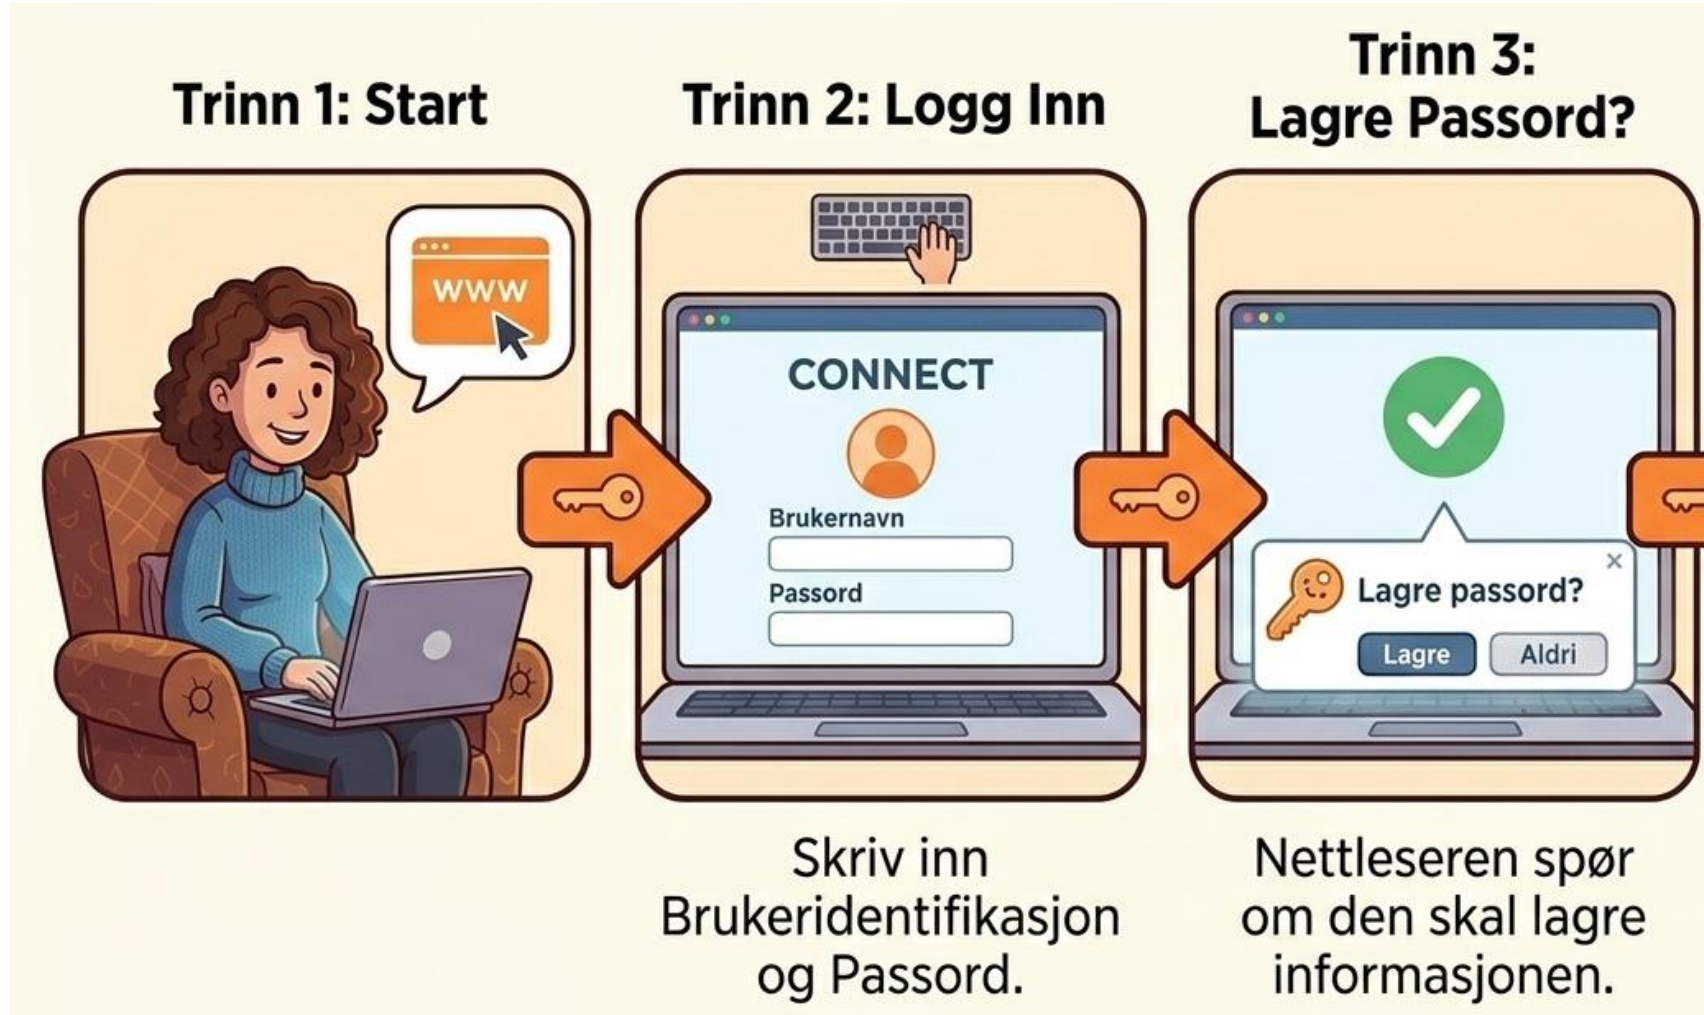 Trinn 1: Start
WWW
Trinn 2: Logg Inn
CONNECT
Brukernavn
Passord
Skriv inn
Brukeridentifikasjon
og Passord.
Trinn 3:
Lagre Passord?
Lagre passord?
Lagre
Aldri
Nettleseren spør
om den skal lagre
informasjonen.